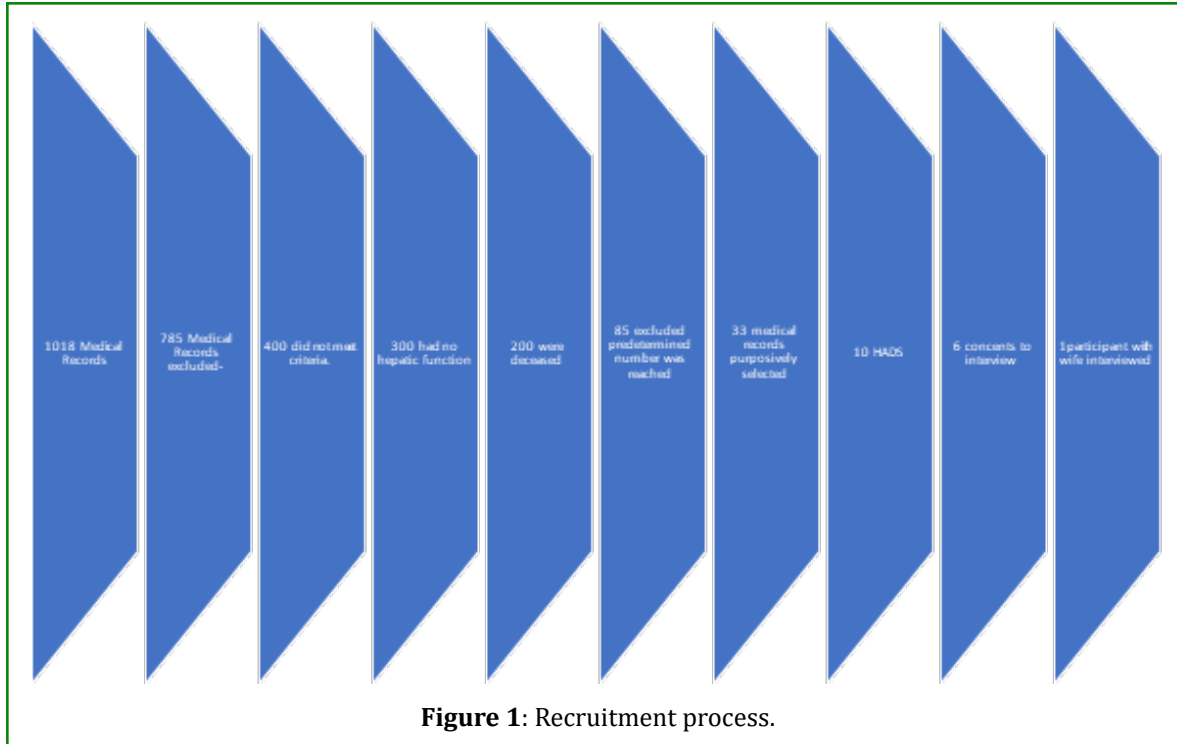 1018 Medical
Records
785 Medical
Records
excluded-
400 did not meet
criteria.
300 had no
hepatic function
200 were
deceased
85 excluded
predetermined
number was
reached
33 medical
records
purposively
selected
10 HADS
6 concents to
interview
1participant with
wife interviewed
Figure 1: Recruitment process.